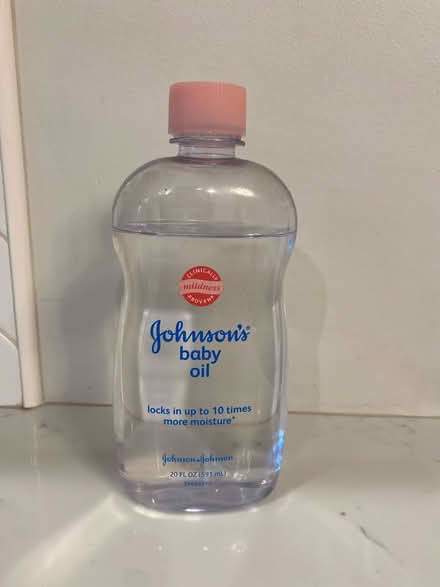 CLINICALLY
mildness
PROVEN
Johnson's®
baby
oil
locks in up to 10 times
more moisture*
Johnson & Johnson
20 FL OZ (591 mL)